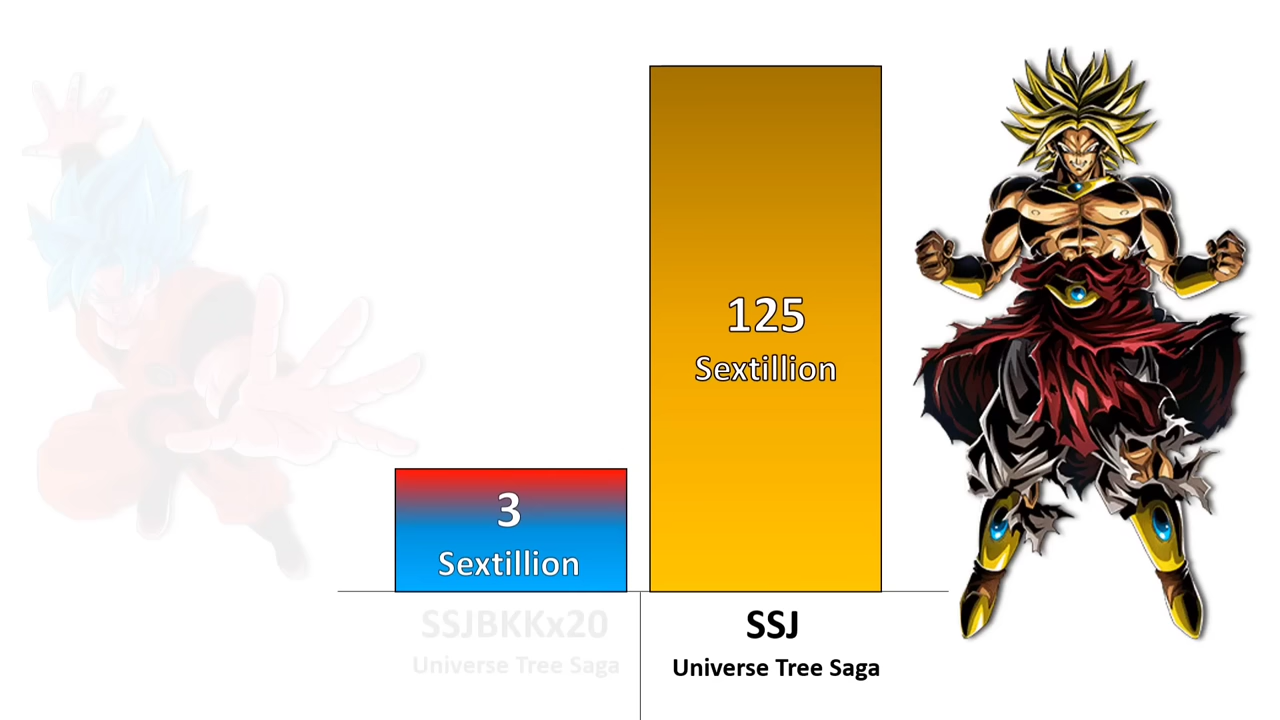 3
Sextillion
125
Sextillion
SSJBKKx20
Universe Tree Saga
SSJ
Universe Tree Saga